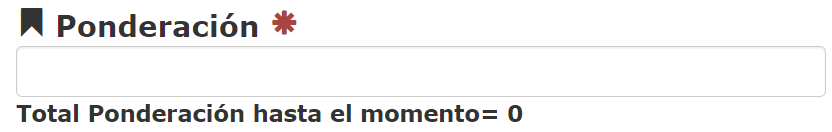 Ponderación *
Total Ponderación hasta el momento= 0